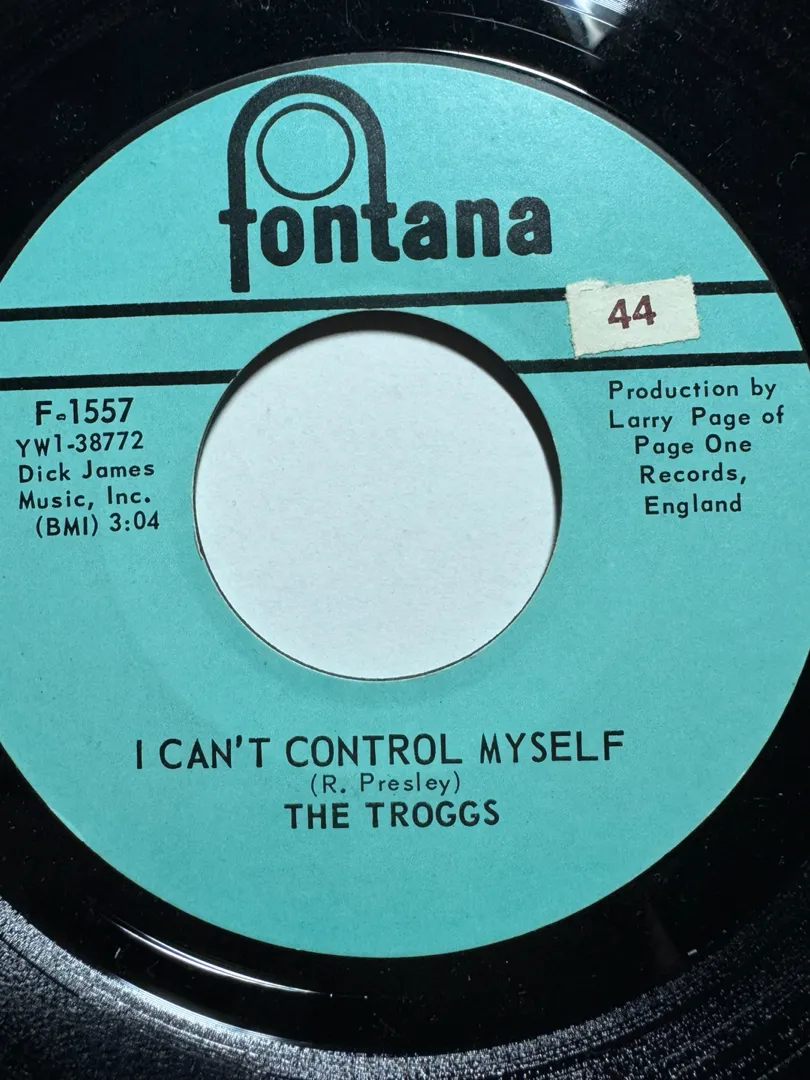 fontana
44
F-1557
YW1-38772
Dick James
Music, Inc.
(BMI) 3:04
Production by
Larry Page of
Page One
Records,
England
I CAN'T CONTROL MYSELF
(R. Presley)
THE TROGGS